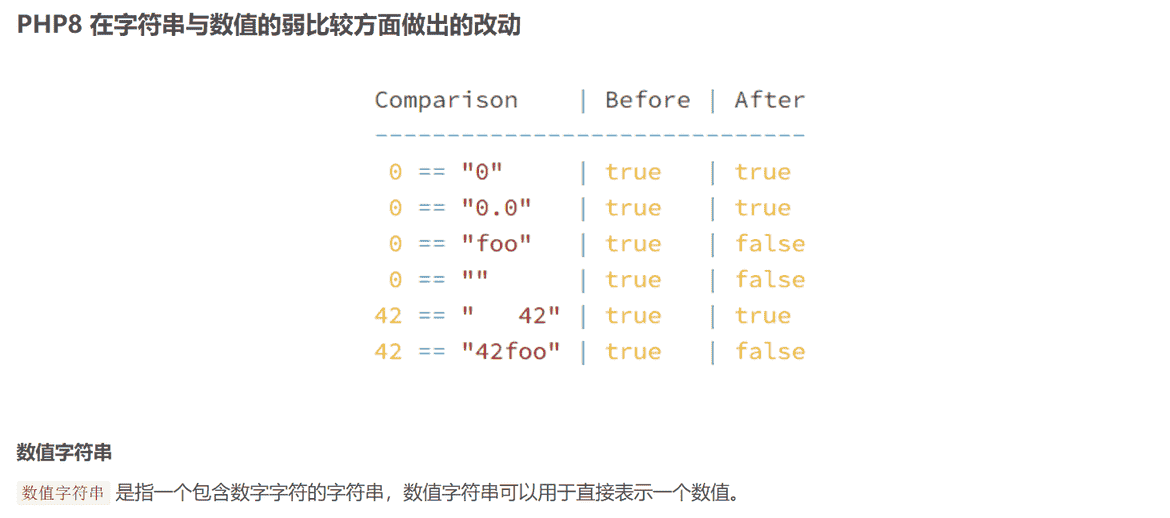 PHP8 在字符串与数值的弱比较方面做出的改动
Comparison    | Before | After
------------------------------
 0 == "0"     | true   | true
 0 == "0.0"   | true   | true
 0 == "foo"   | true   | false
 0 == ""      | true   | false
42 == "   42" | true   | true
42 == "42foo" | true   | false
数值字符串
数值字符串 是指一个包含数字字符的字符串，数值字符串可以用于直接表示一个数值。